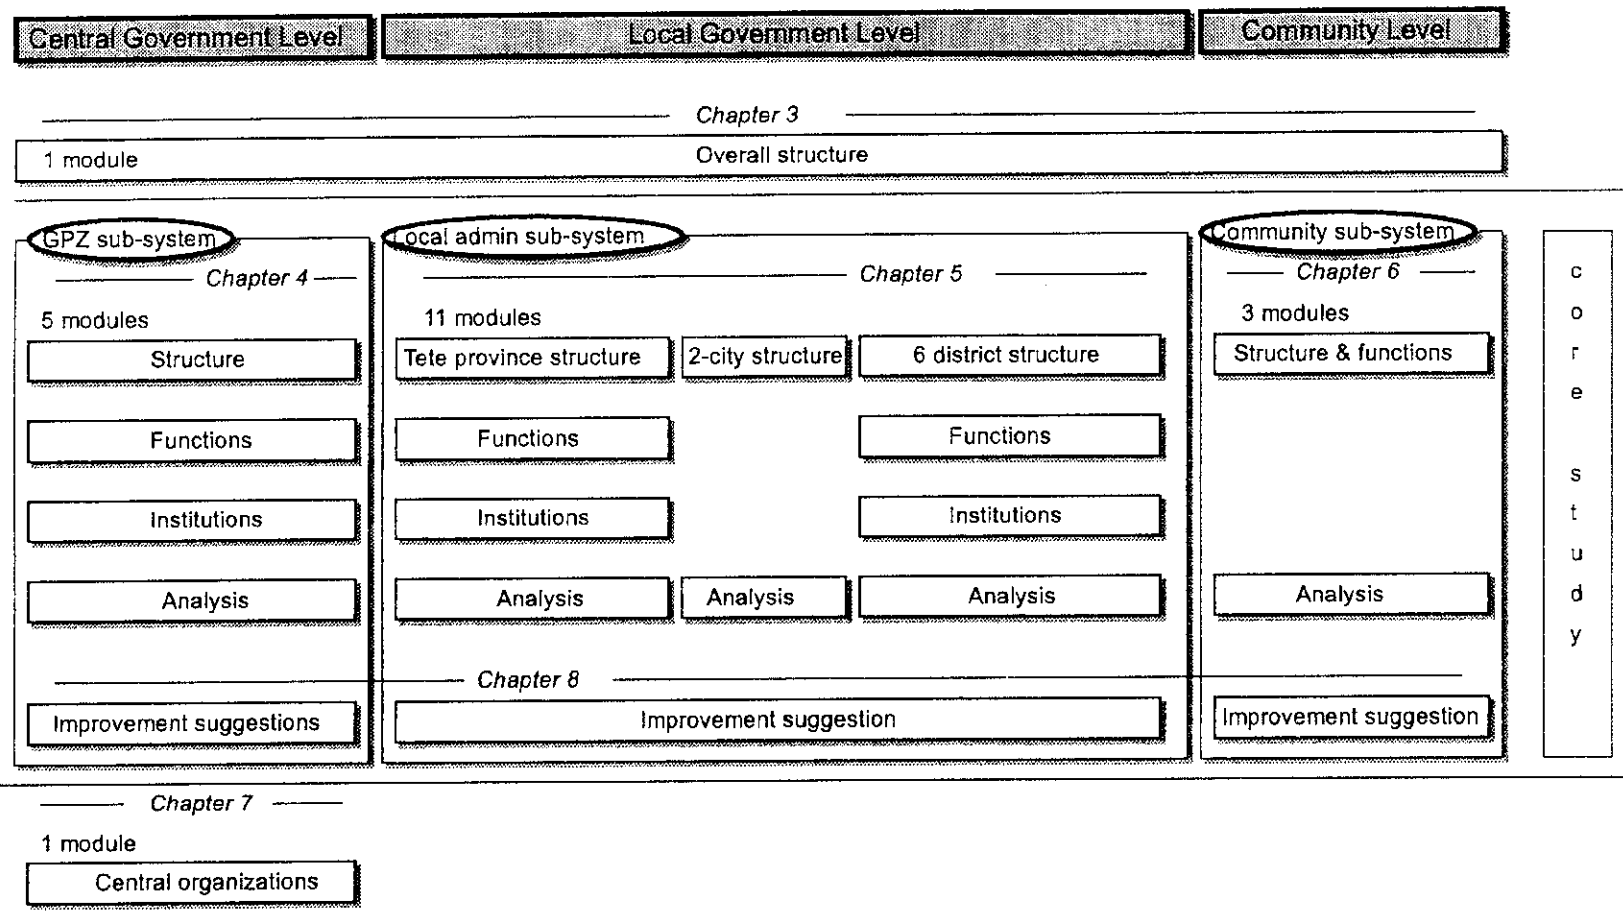 Central Government Level
Local Government Level
Community Level
Chapter 3
1 module
Overall structure
GPZ sub-system
Local admin sub-system
Community sub-system
Chapter 4
Chapter 5
Chapter 6
5 modules
11 modules
3 modules
Structure
Tete province structure
2-city structure
6 district structure
Structure & functions
Functions
Functions
Functions
Institutions
Institutions
Institutions
Analysis
Analysis
Analysis
Analysis
Analysis
Chapter 8
Improvement suggestions
Improvement suggestion
Improvement suggestion
core study
Chapter 7
1 module
Central organizations